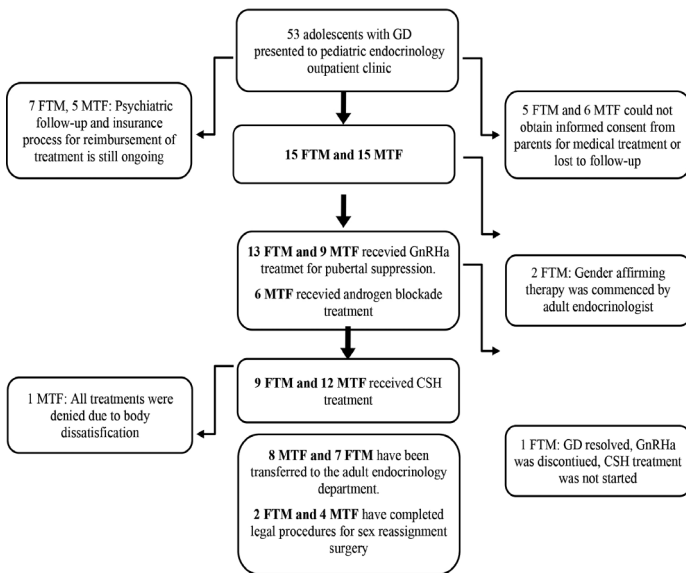 53 adolescents with GD
presented to pediatric endocrinology
outpatient clinic
7 FTM, 5 MTF: Psychiatric
follow-up and insurance
process for reimbursement of
treatment is still ongoing
5 FTM and 6 MTF could not
obtain informed consent from
parents for medical treatment or
lost to follow-up
15 FTM and 15 MTF
13 FTM and 9 MTF recevied GnRHa
treatmet for pubertal suppression.
6 MTF recevied androgen blockade
treatment
2 FTM: Gender affirming
therapy was commenced by
adult endocrinologist
9 FTM and 12 MTF received CSH
treatment
1 MTF: All treatments were
denied due to body
dissatisfication
1 FTM: GD resolved, GnRHa
was discontiued, CSH treatment
was not started
8 MTF and 7 FTM have been
transferred to the adult endocrinology
department.
2 FTM and 4 MTF have completed
legal procedures for sex reassignment
surgery